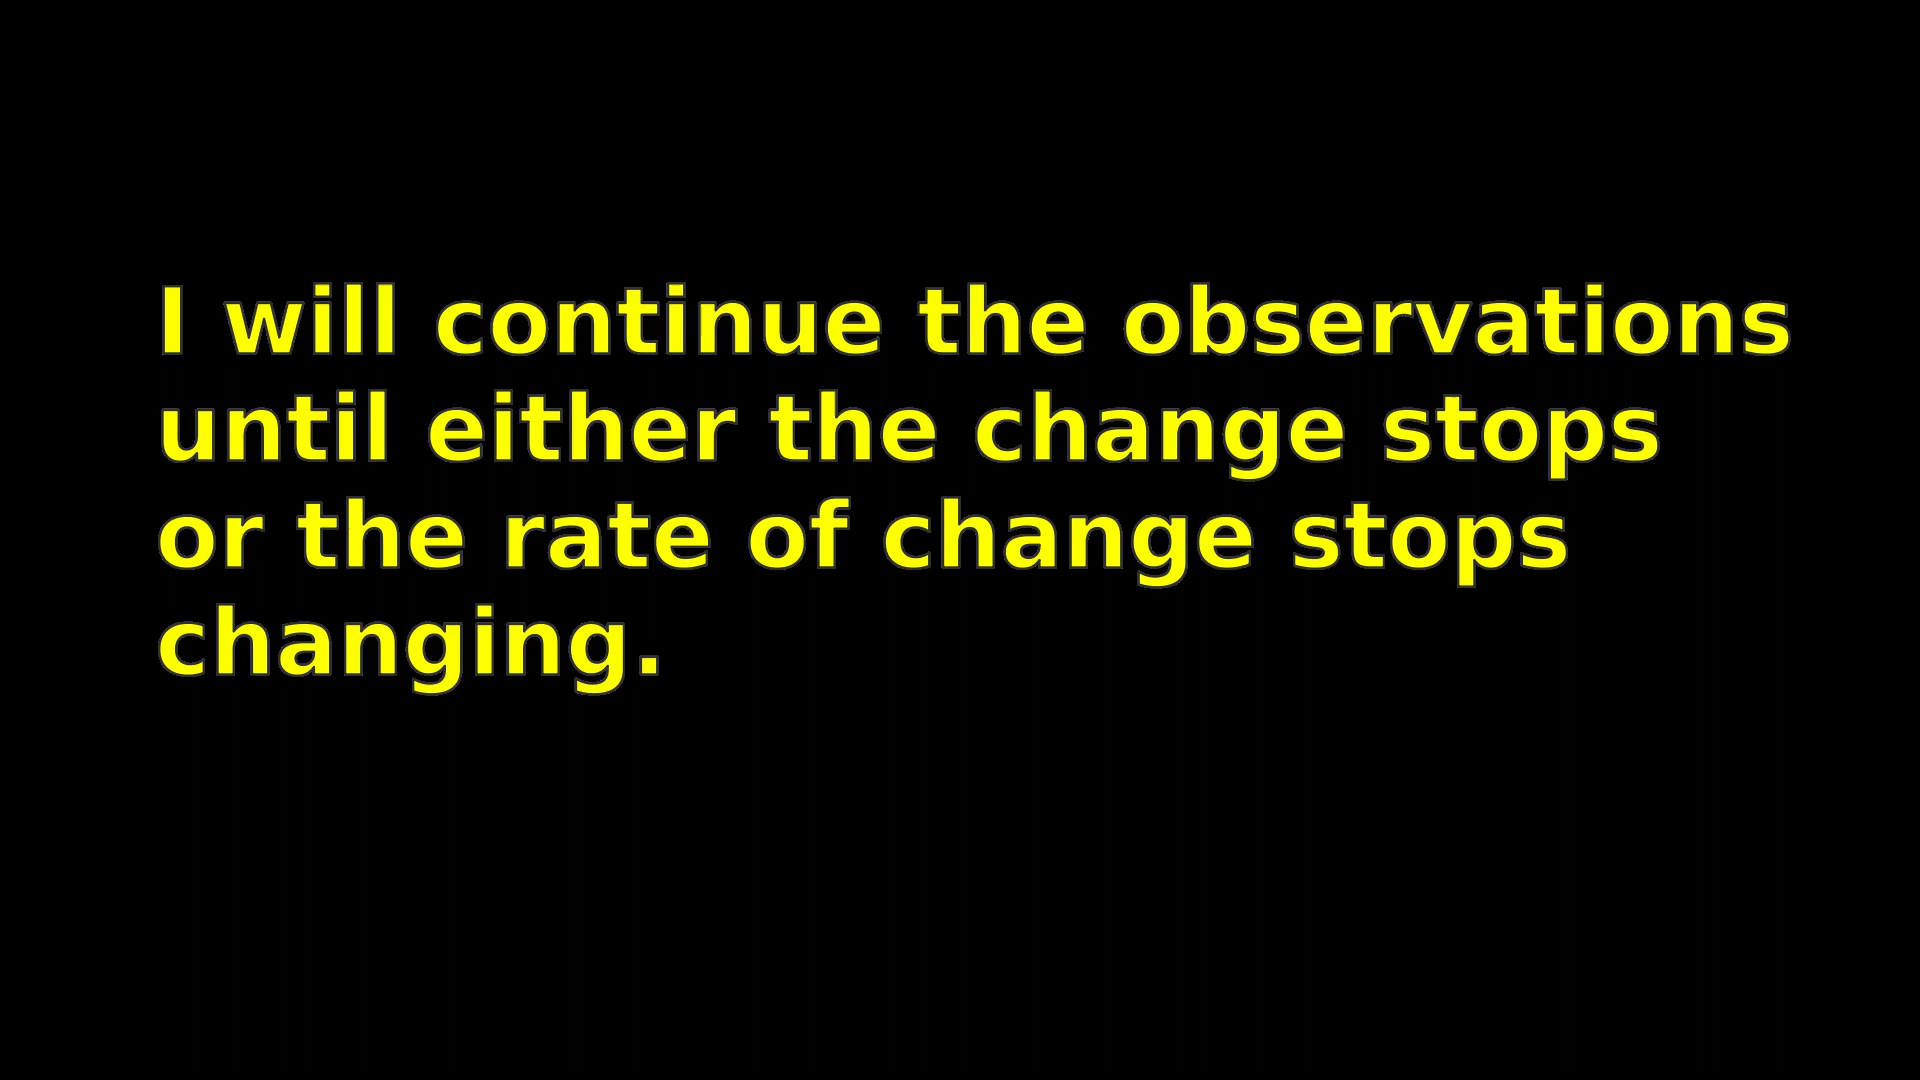 I will continue the observations
until either the change stops
or the rate of change stops
changing.